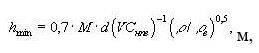 h_min = 0,7 · M · d(VC_нпв)^−1 (ρ/ρ_в)^0,5, м,